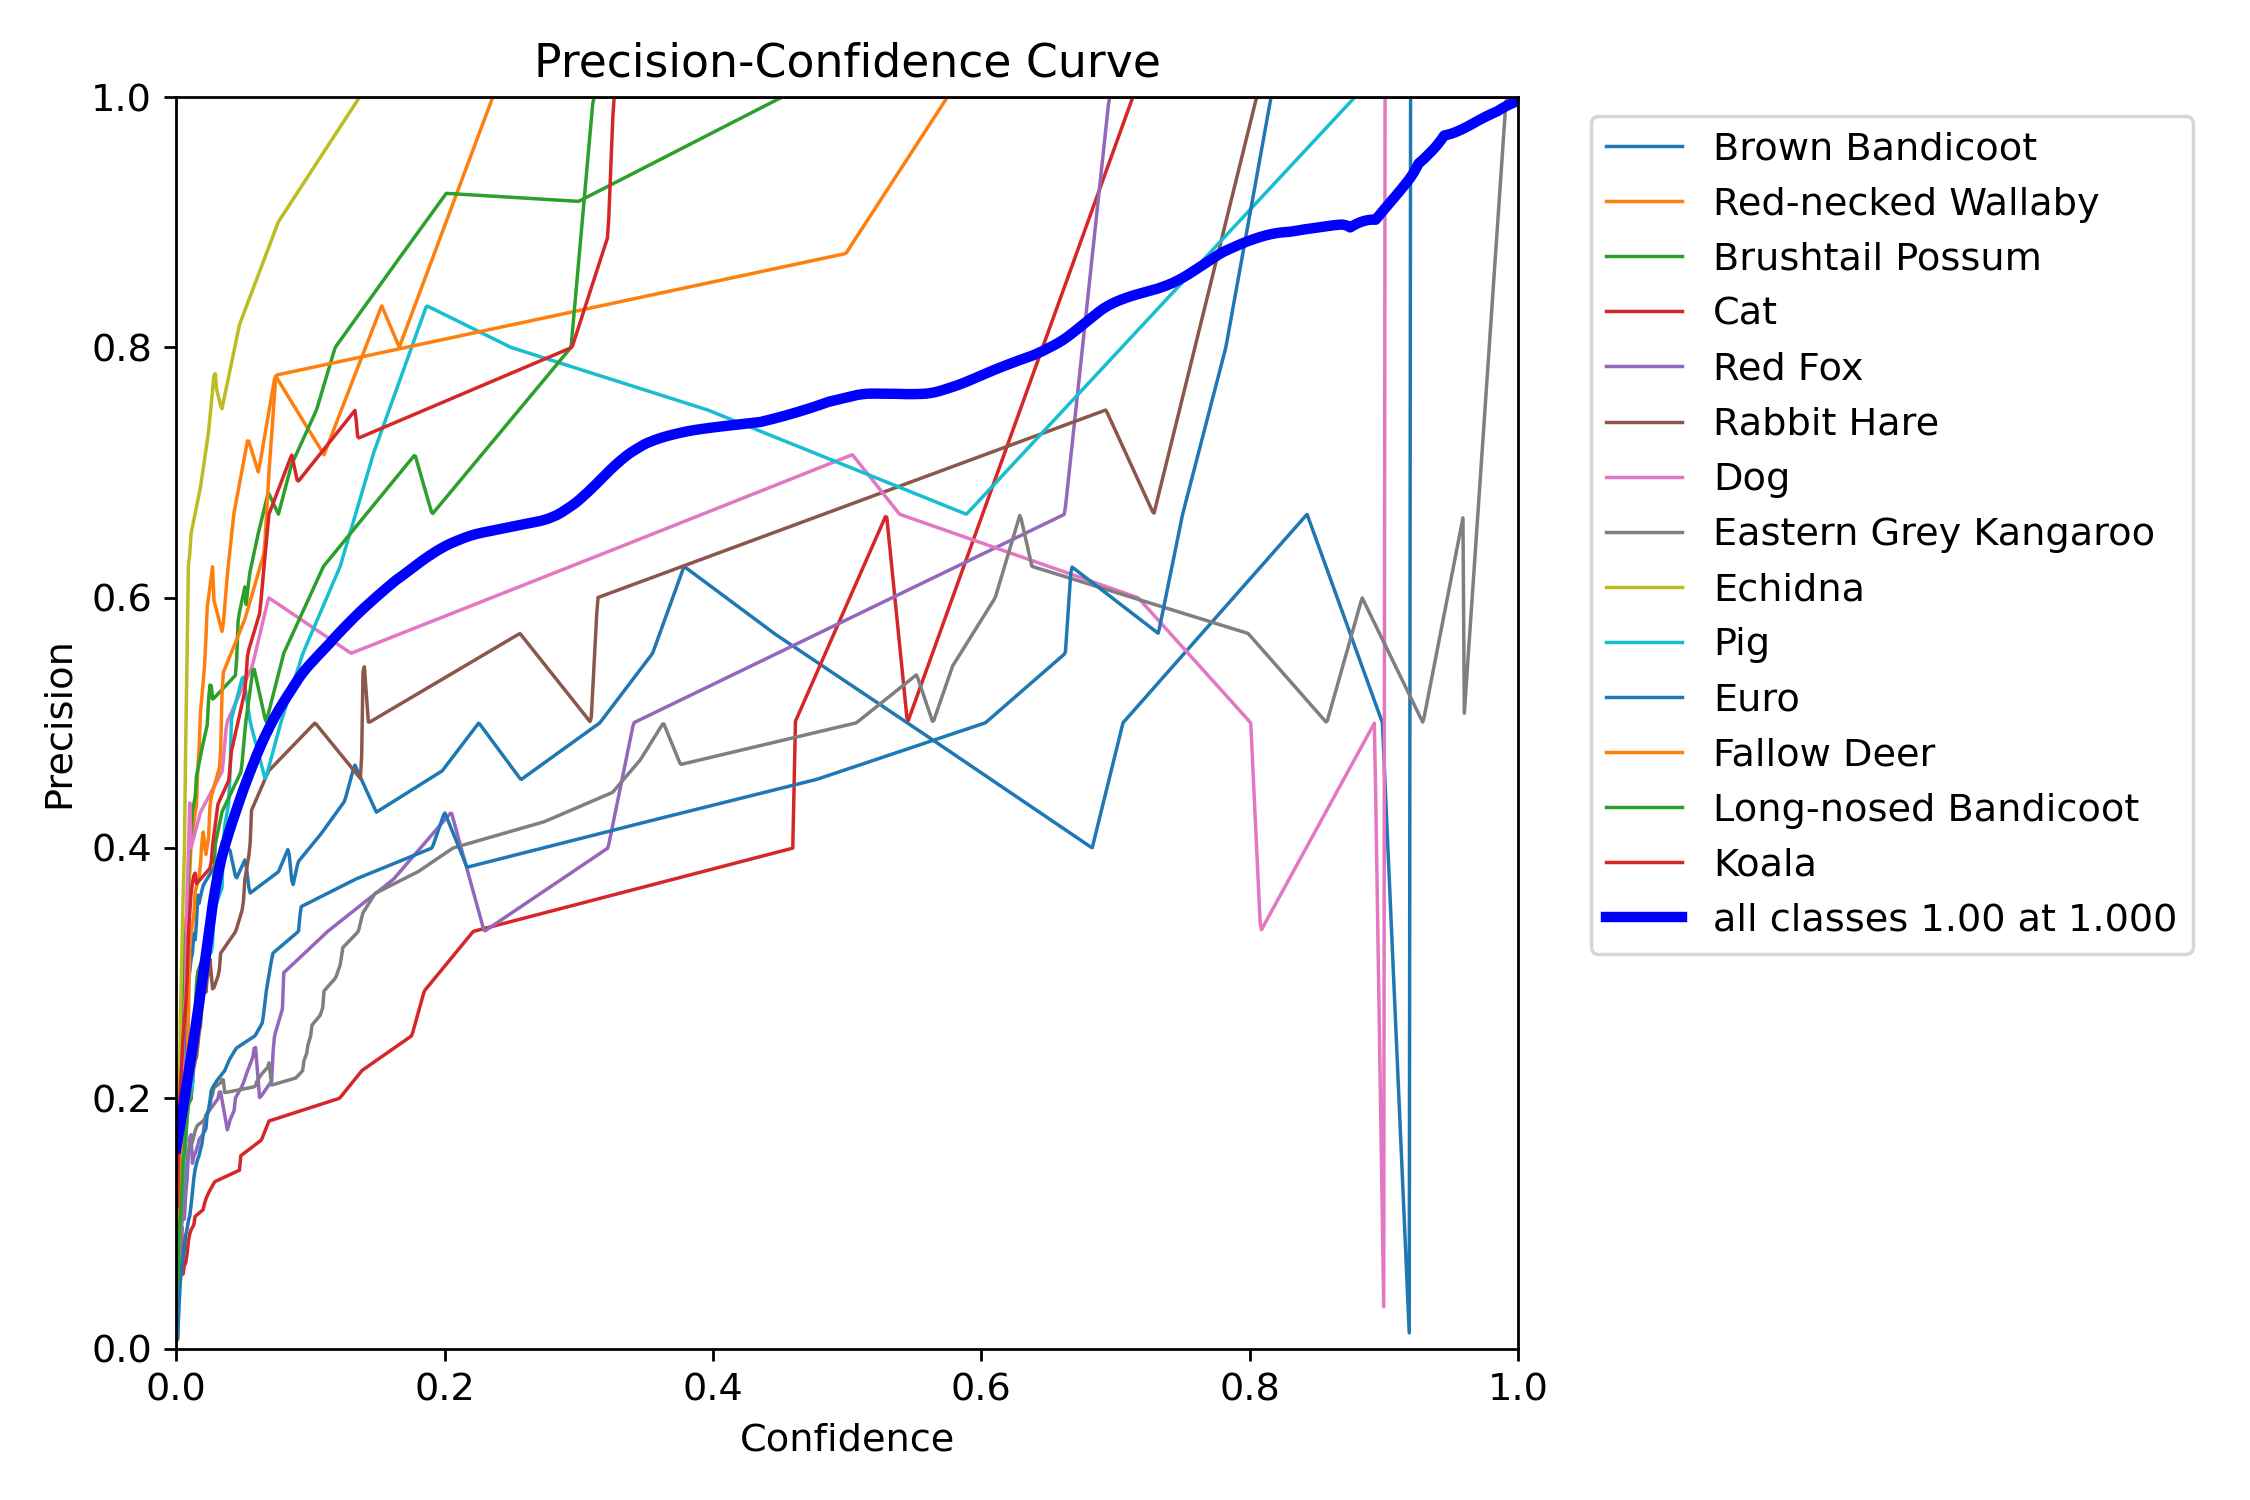 Precision-Confidence Curve
1.0
0.8
0.6
0.4
0.2
0.0
Precision
0.0 0.2 0.4 0.6 0.8 1.0
Confidence
Brown Bandicoot
Red-necked Wallaby
Brushtail Possum
Cat
Red Fox
Rabbit Hare
Dog
Eastern Grey Kangaroo
Echidna
Pig
Euro
Fallow Deer
Long-nosed Bandicoot
Koala
all classes 1.00 at 1.000